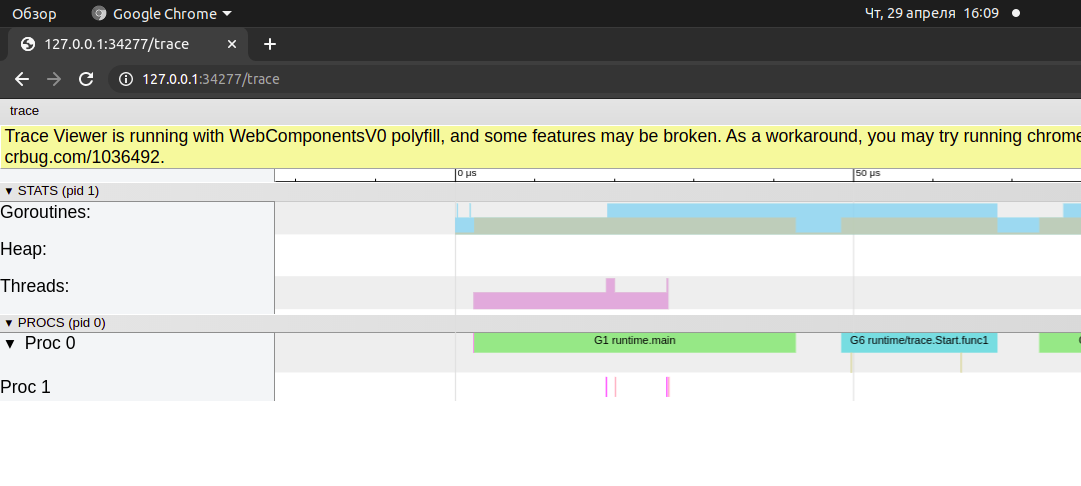 Обзор Google Chrome Чт, 29 апреля 16:09
127.0.0.1:34277/trace
127.0.0.1:34277/trace
trace
Trace Viewer is running with WebComponentsV0 polyfill, and some features may be broken. As a workaround, you may try running chrome
crbug.com/1036492.
0 μs 50 μs
STATS (pid 1)
Goroutines:
Heap:
Threads:
PROCS (pid 0)
Proc 0 G1 runtime.main G6 runtime/trace.Start.func1
Proc 1